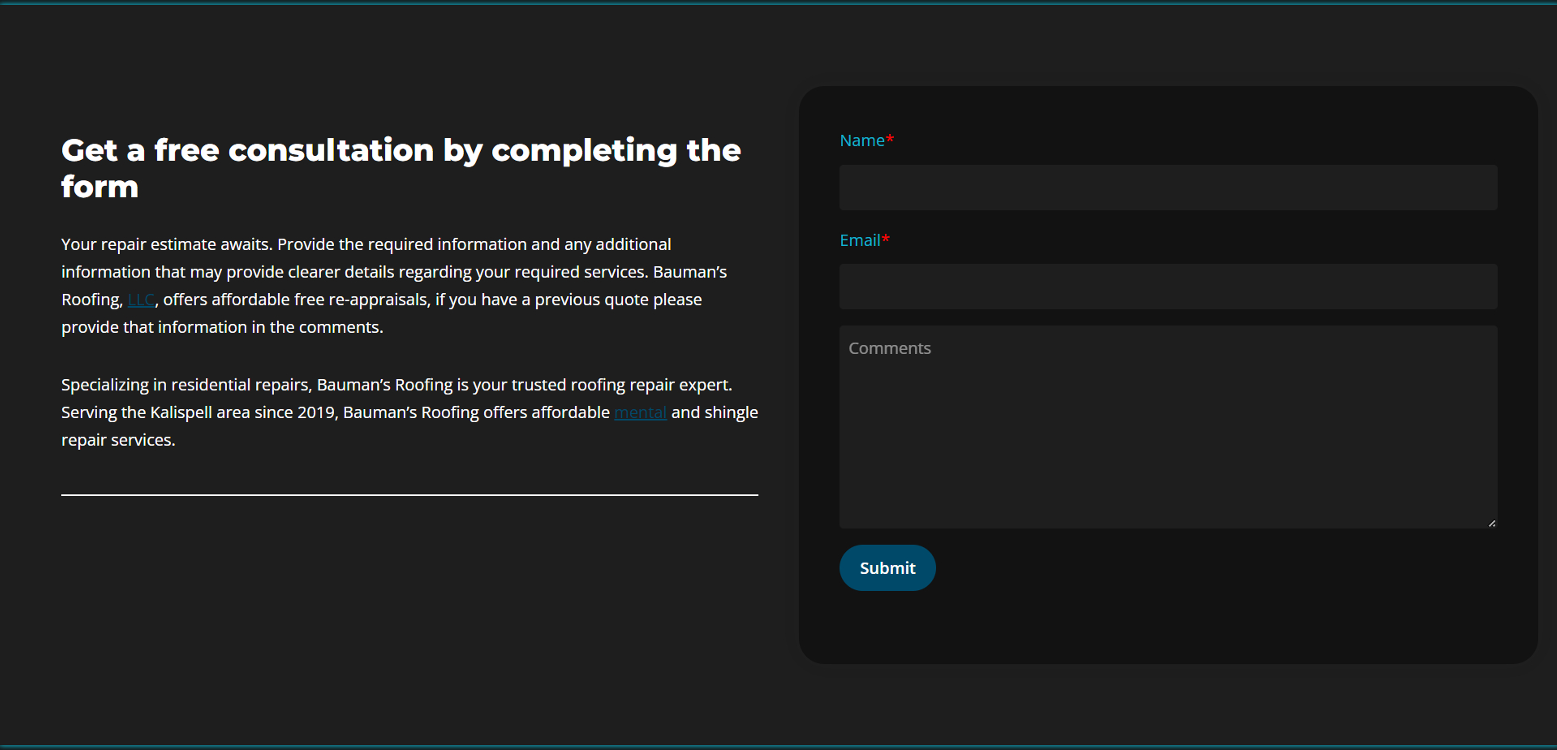 Get a free consultation by completing the
form
Your repair estimate awaits. Provide the required information and any additional
information that may provide clearer details regarding your required services. Bauman’s
Roofing, LLC, offers affordable free re-appraisals, if you have a previous quote please
provide that information in the comments.
Specializing in residential repairs, Bauman’s Roofing is your trusted roofing repair expert.
Serving the Kalispell area since 2019, Bauman’s Roofing offers affordable mental and shingle
repair services.
Name*
Email*
Comments
Submit